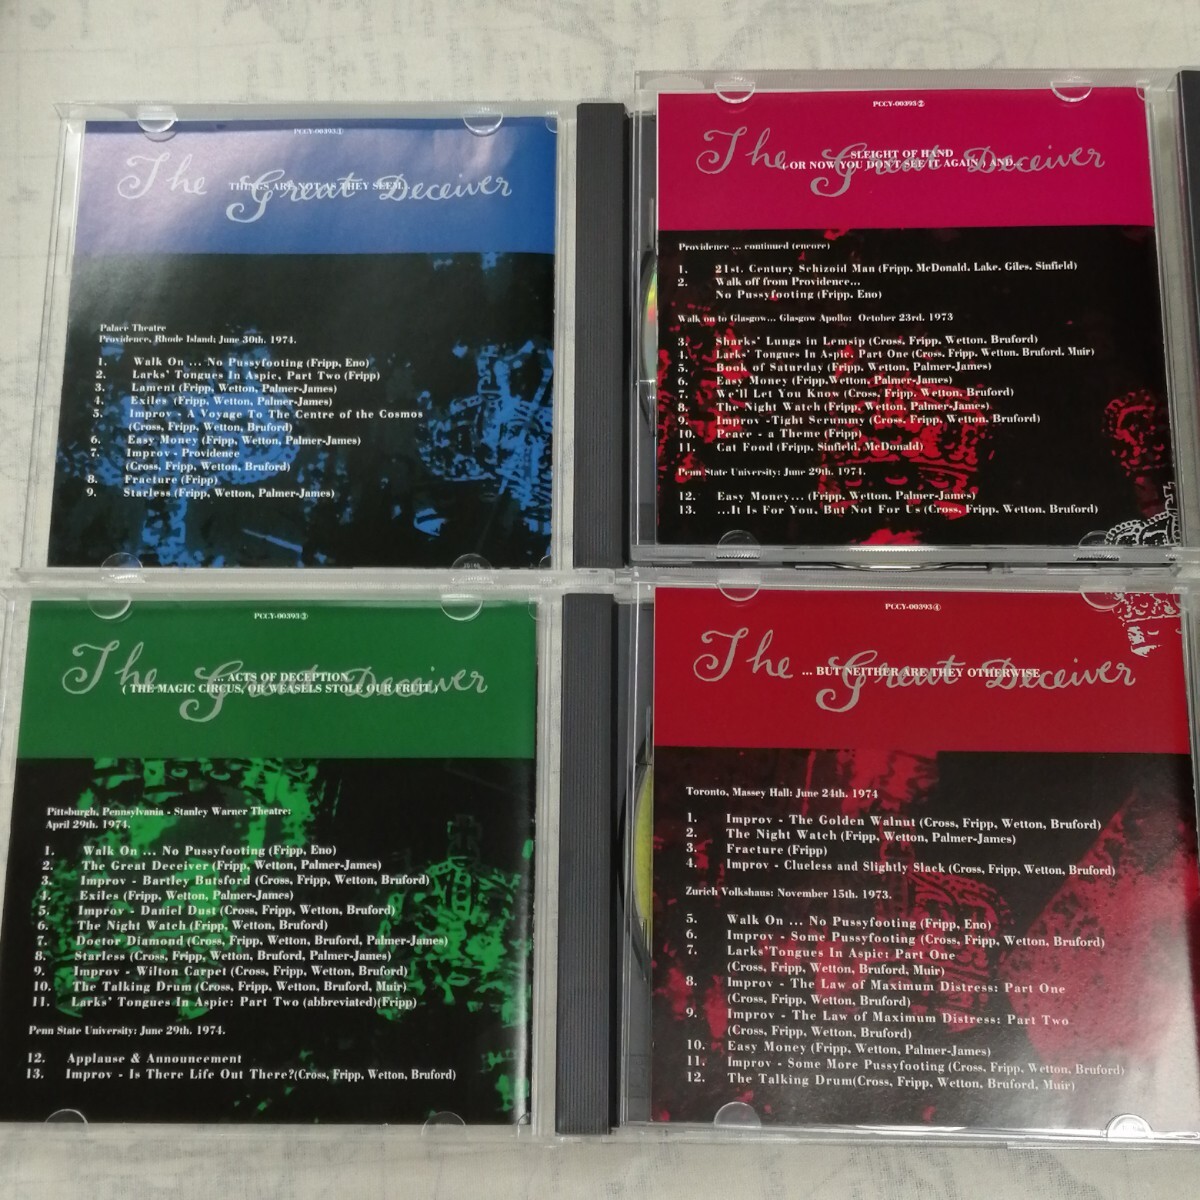 PCCY-00393①
The Great Deceiver
THINGS ARE NOT AS THEY SEEM...
Palace Theatre
Providence, Rhode Island; June 30th. 1974.
1. Walk On ... No Pussyfooting (Fripp, Eno)
2. Larks' Tongues In Aspic, Part Two (Fripp)
3. Lament (Fripp, Wetton, Palmer-James)
4. Exiles (Fripp, Wetton, Palmer-James)
5. Improv - A Voyage To The Centre of the Cosmos
(Cross, Fripp, Wetton, Bruford)
6. Easy Money (Fripp, Wetton, Palmer-James)
7. Improv - Providence
(Cross, Fripp, Wetton, Bruford)
8. Fracture (Fripp)
9. Starless (Fripp, Wetton, Palmer-James)
PCCY-00393②
The Great Deceiver
SLEIGHT OF HAND
( OR NOW YOU DON'T SEE IT AGAIN ) AND...
Providence ... continued (encore)
1. 21st. Century Schizoid Man (Fripp, McDonald, Lake, Giles, Sinfield)
2. Walk off from Providence...
No Pussyfooting (Fripp, Eno)
Walk on to Glasgow... Glasgow Apollo: October 23rd. 1973
3. Sharks' Lungs in Lemsip (Cross, Fripp, Wetton, Bruford)
4. Larks' Tongues In Aspic, Part One (Cross, Fripp, Wetton, Bruford, Muir)
5. Book of Saturday (Fripp, Wetton, Palmer-James)
6. Easy Money (Fripp,Wetton, Palmer-James)
7. We'll Let You Know (Cross, Fripp, Wetton, Bruford)
8. The Night Watch (Fripp, Wetton, Palmer-James)
9. Improv -Tight Scrummy (Cross, Fripp, Wetton, Bruford)
10. Peace - a Theme (Fripp)
11. Cat Food (Fripp, Sinfield, McDonald)
Penn State University: June 29th. 1974.
12. Easy Money... (Fripp, Wetton, Palmer-James)
13. ...It Is For You, But Not For Us (Cross, Fripp, Wetton, Bruford)
PCCY-00393③
The Great Deceiver
... ACTS OF DECEPTION
( THE MAGIC CIRCUS, OR WEASELS STOLE OUR FRUIT )
Pittsburgh, Pennsylvania - Stanley Warner Theatre:
April 29th. 1974.
1. Walk On ... No Pussyfooting (Fripp, Eno)
2. The Great Deceiver (Fripp, Wetton, Palmer-James)
3. Improv - Bartley Butsford (Cross, Fripp, Wetton, Bruford)
4. Exiles (Fripp, Wetton, Palmer-James)
5. Improv - Daniel Dust (Cross, Fripp, Wetton, Bruford)
6. The Night Watch (Fripp, Wetton, Bruford)
7. Doctor Diamond (Cross, Fripp, Wetton, Bruford, Palmer-James)
8. Starless (Cross, Fripp, Wetton, Bruford, Palmer-James)
9. Improv - Wilton Carpet (Cross, Fripp, Wetton, Bruford)
10. The Talking Drum (Cross, Fripp, Wetton, Bruford, Muir)
11. Larks' Tongues In Aspic: Part Two (abbreviated)(Fripp)
Penn State University: June 29th. 1974.
12. Applause & Announcement
13. Improv - Is There Life Out There?(Cross, Fripp, Wetton, Bruford)
PCCY-00393④
The Great Deceiver
... BUT NEITHER ARE THEY OTHERWISE
Toronto, Massey Hall: June 24th. 1974
1. Improv - The Golden Walnut (Cross, Fripp, Wetton, Bruford)
2. The Night Watch (Fripp, Wetton, Palmer-James)
3. Fracture (Fripp)
4. Improv - Clueless and Slightly Slack (Cross, Fripp, Wetton, Bruford)
Zurich Volkshaus: November 15th. 1973.
5. Walk On ... No Pussyfooting (Fripp, Eno)
6. Improv - Some Pussyfooting (Cross, Fripp, Wetton, Bruford)
7. Larks'Tongues In Aspic: Part One
(Cross, Fripp, Wetton, Bruford, Muir)
8. Improv - The Law of Maximum Distress: Part One
(Cross, Fripp, Wetton, Bruford)
9. Improv - The Law of Maximum Distress: Part Two
(Cross, Fripp, Wetton, Bruford)
10. Easy Money (Fripp, Wetton, Palmer-James)
11. Improv - Some More Pussyfooting (Cross, Fripp, Wetton, Bruford)
12. The Talking Drum(Cross, Fripp, Wetton, Bruford, Muir)